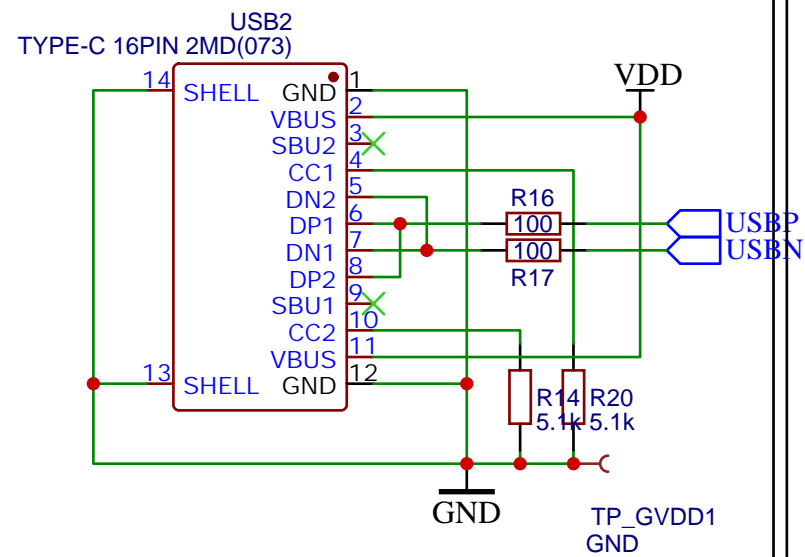 USB2
TYPE-C 16PIN 2MD(073)
14 SHELL GND 1
VBUS 2
SBU2 3
CC1 4
DN2 5
DP1 6
DN1 7
DP2 8
SBU1 9
CC2 10
VBUS 11
13 SHELL GND 12
VDD
R16
100
USBP
100
USBN
R17
R14
5.1k
R20
5.1k
GND
TP_GVDD1
GND